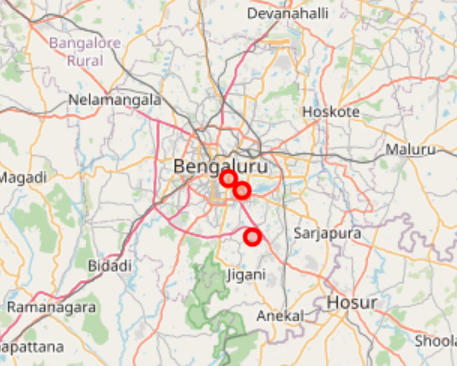 Devanahalli
Bangalore
Rural
Nelamangala
Hoskote
Bengaluru
Maluru
Magadi
Sarjapura
Bidadi
Jigani
Ramanagara
Hosur
Anekal
Shoola
apattana